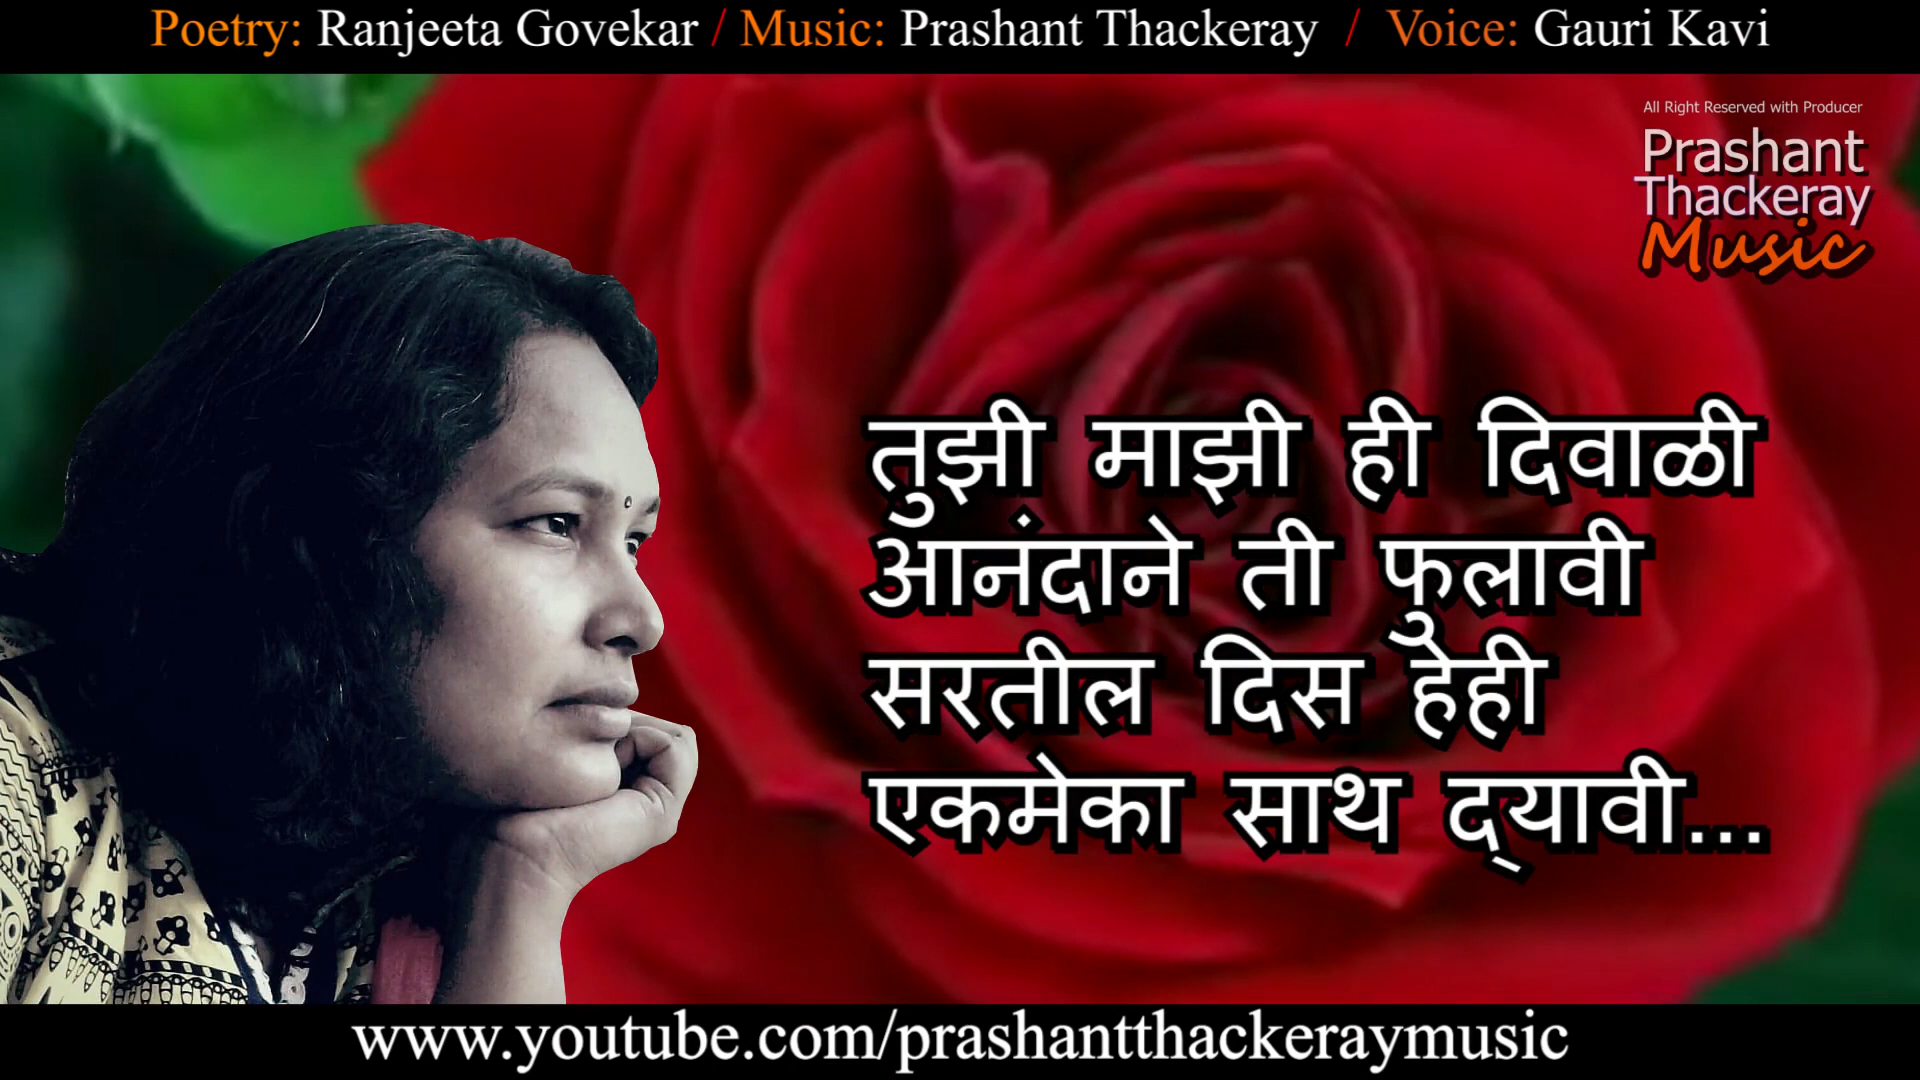 Poetry: Ranjeeta Govekar / Music: Prashant Thackeray / Voice: Gauri Kavi
All Right Reserved with Producer
Prashant
Thackeray
Music
तुझी माझी ही दिवाळी
आनंदाने ती फुलावी
सरतील दिस हेही
एकमेका साथ द्‌यावी...
www.youtube.com/prashantthackeraymusic